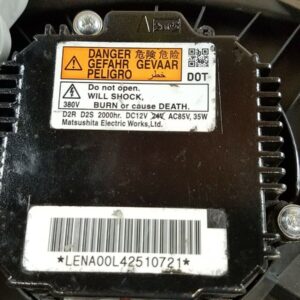 DANGER 危険 危险
GEFAHR GEVAAR
PELIGRO خطر
DOT
Do not open.
WILL SHOCK,
380V BURN or cause DEATH.
D2R D2S 2000hr. DC12V 24V AC85V, 35W
Matsushita Electric Works,Ltd.
*LENA00L42510721*